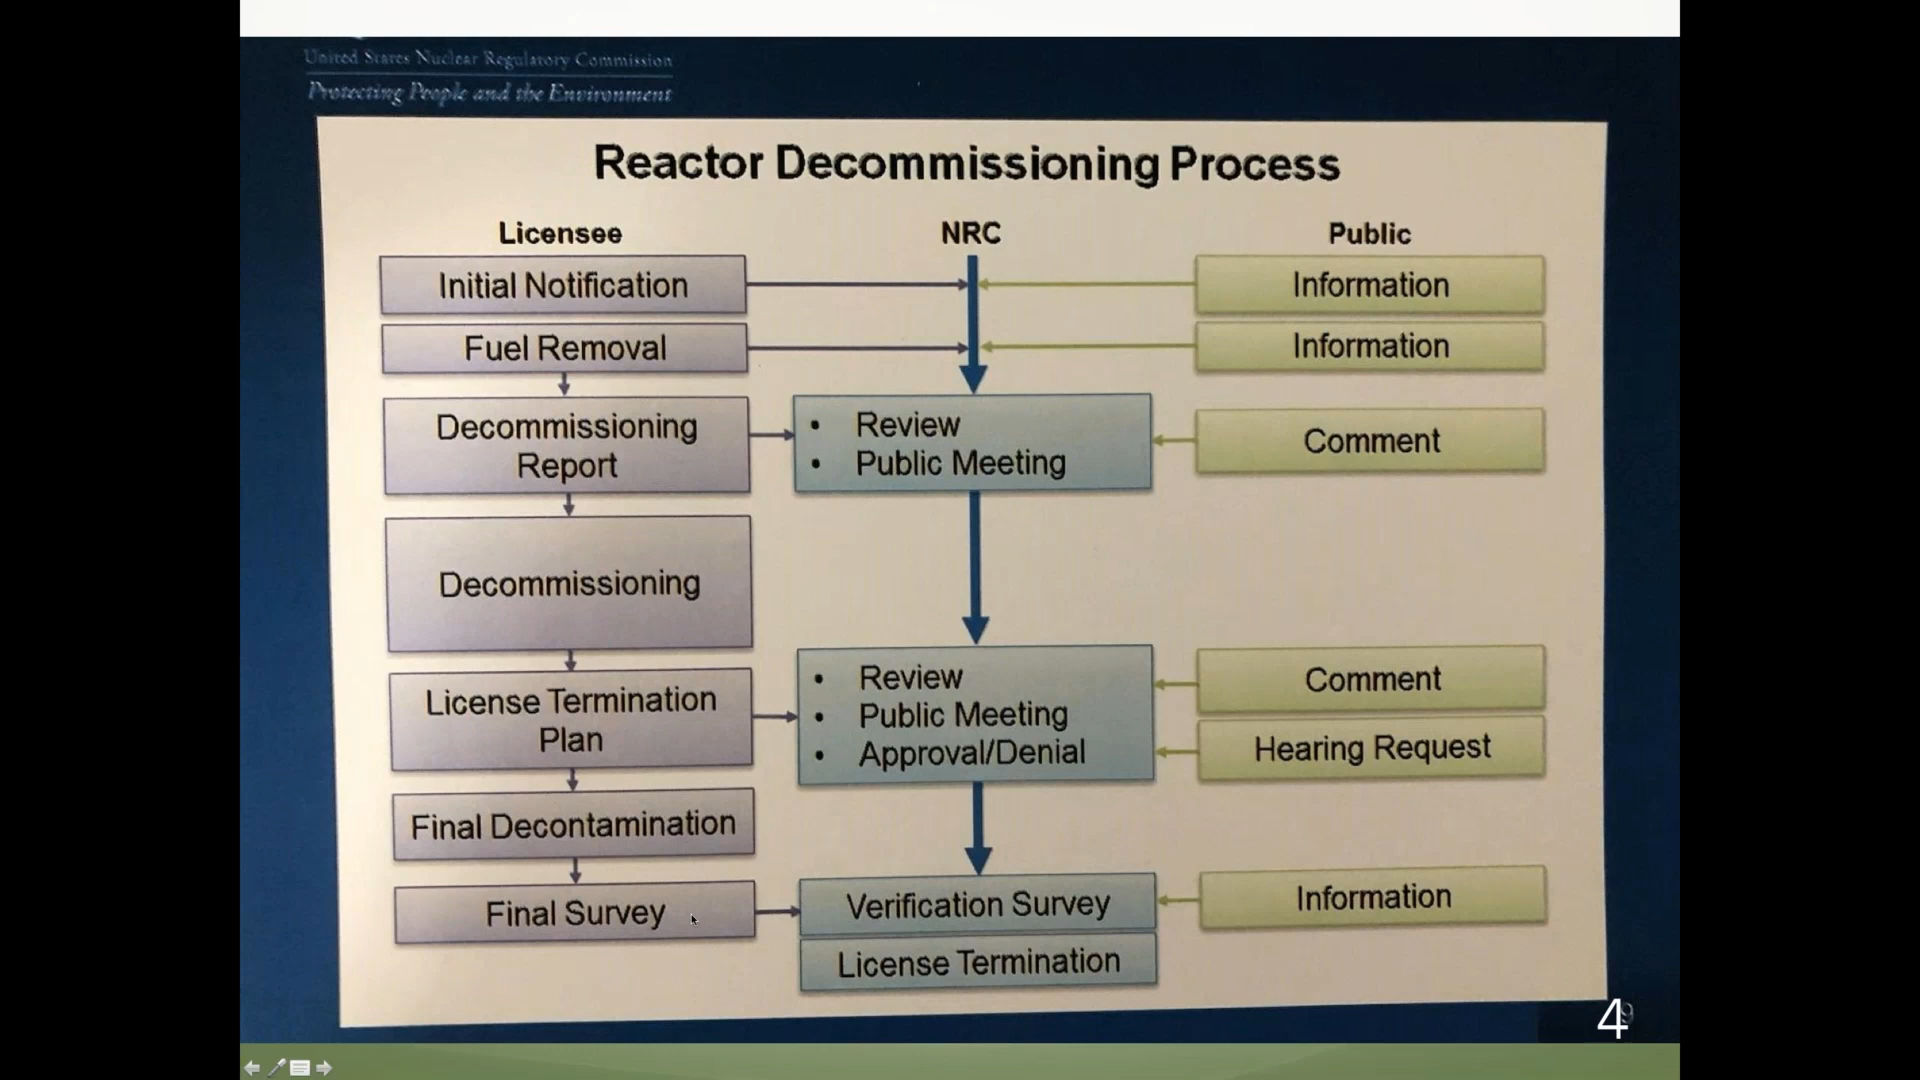 United States Nuclear Regulatory Commission
Protecting People and the Environment
Reactor Decommissioning Process
Licensee
NRC
Public
Initial Notification
Information
Fuel Removal
Information
Decommissioning
Report
• Review
• Public Meeting
Comment
Decommissioning
License Termination
Plan
• Review
• Public Meeting
• Approval/Denial
Comment
Hearing Request
Final Decontamination
Final Survey
Verification Survey
Information
License Termination
4